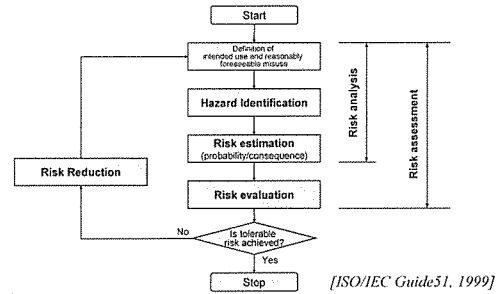 Start
Definition of
intended use and reasonably
foreseeable misuse
Hazard Identification
Risk estimation
(probability/consequence)
Risk evaluation
Is tolerable
risk achieved?
No
Yes
Stop
Risk Reduction
Risk analysis
Risk assessment
[ISO/IEC Guide51, 1999]